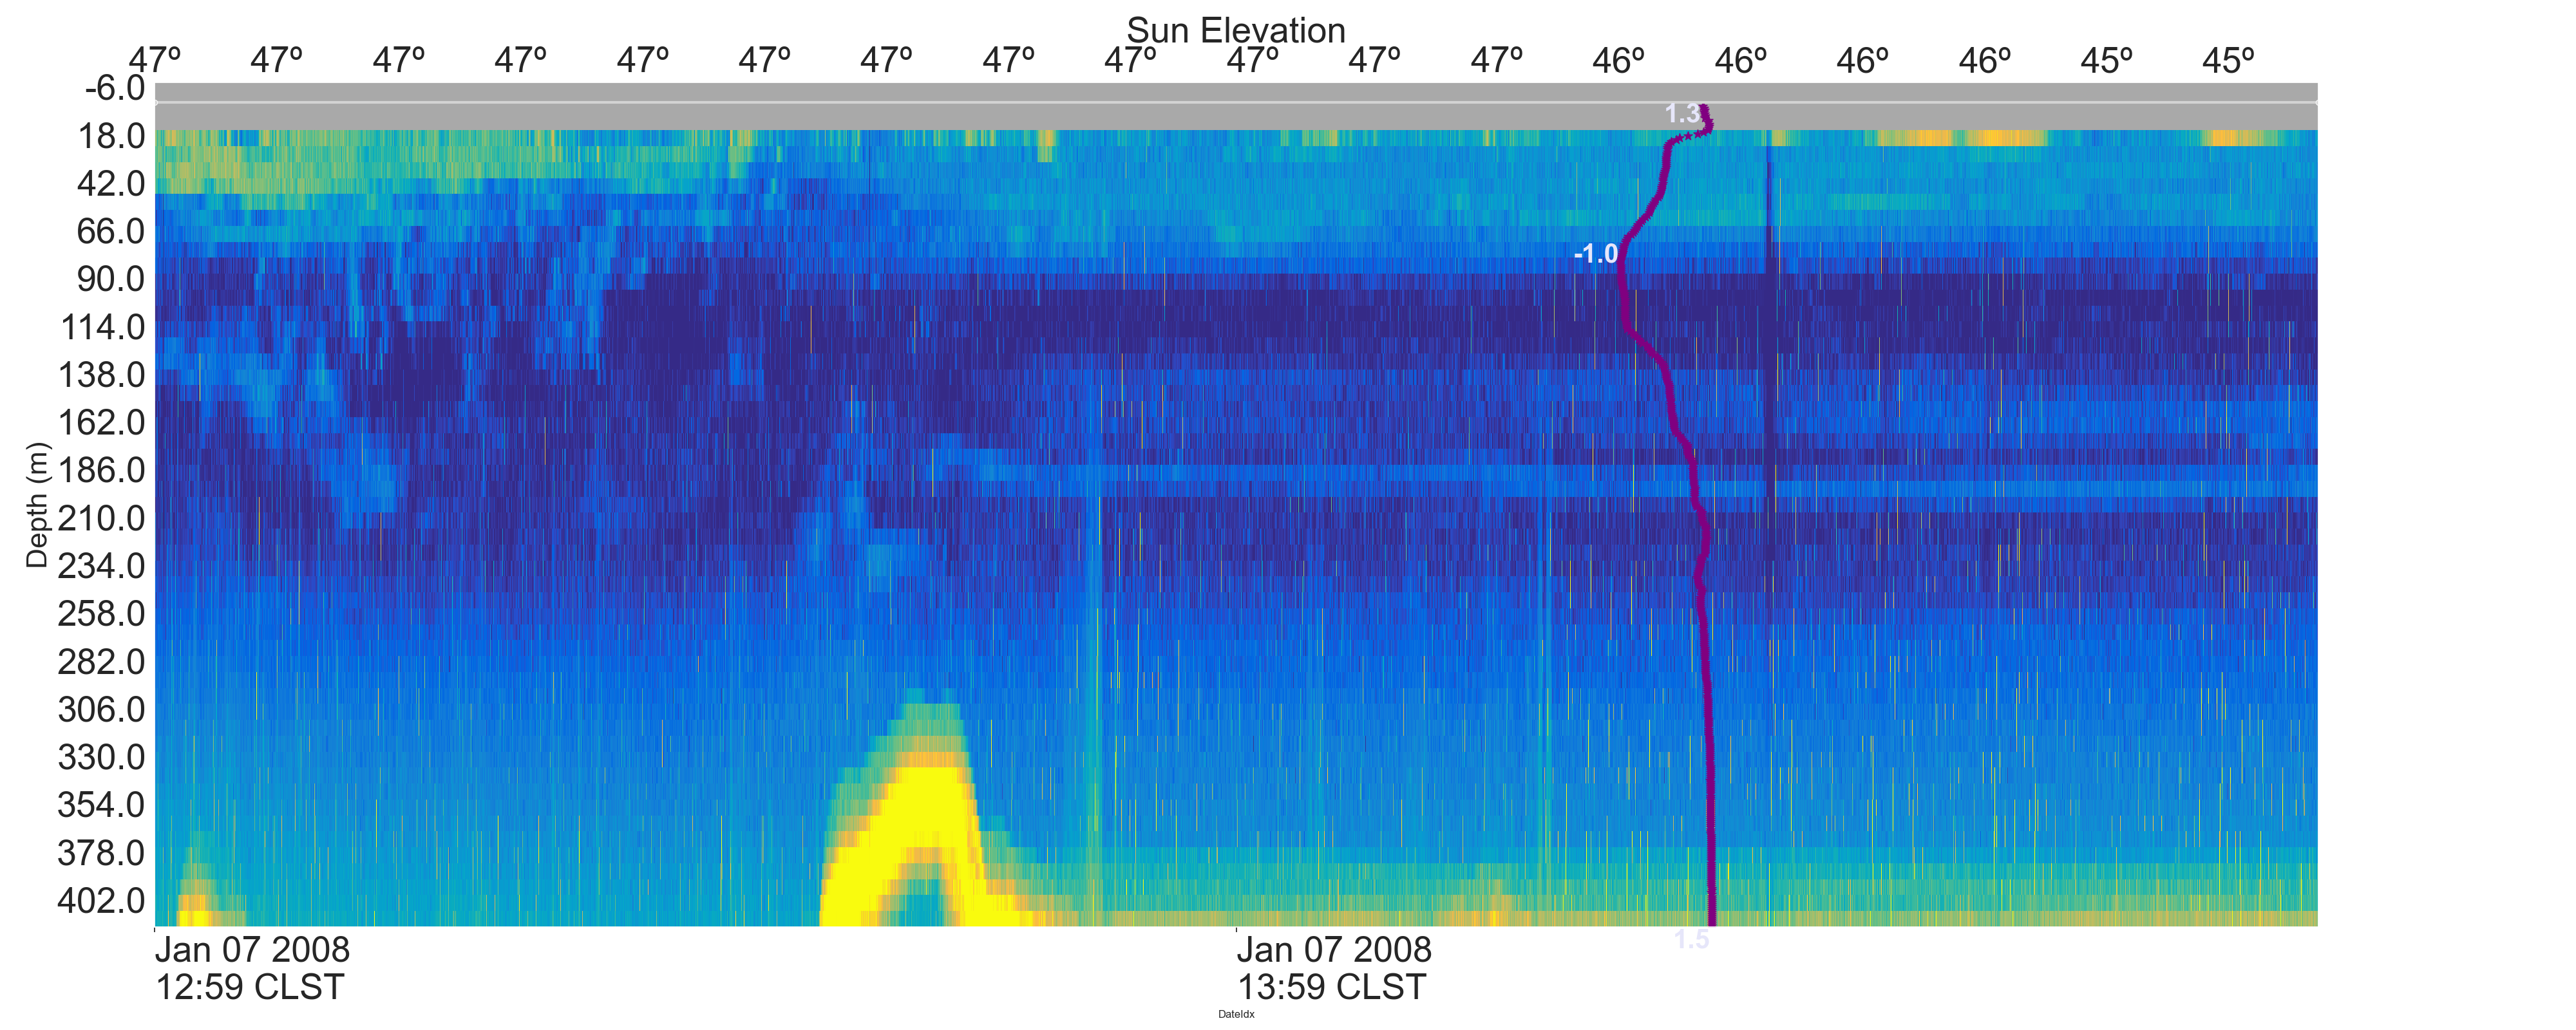 Sun Elevation
47º 47º 47º 47º 47º 47º 47º 47º 47º 47º 47º 47º 46º 46º 46º 46º 45º 45º
-6.0
18.0
42.0
66.0
90.0
114.0
138.0
162.0
186.0
210.0
234.0
258.0
282.0
306.0
330.0
354.0
378.0
402.0
Depth (m)
1.3
-1.0
1.5
Jan 07 2008
12:59 CLST
Jan 07 2008
13:59 CLST
DateIdx